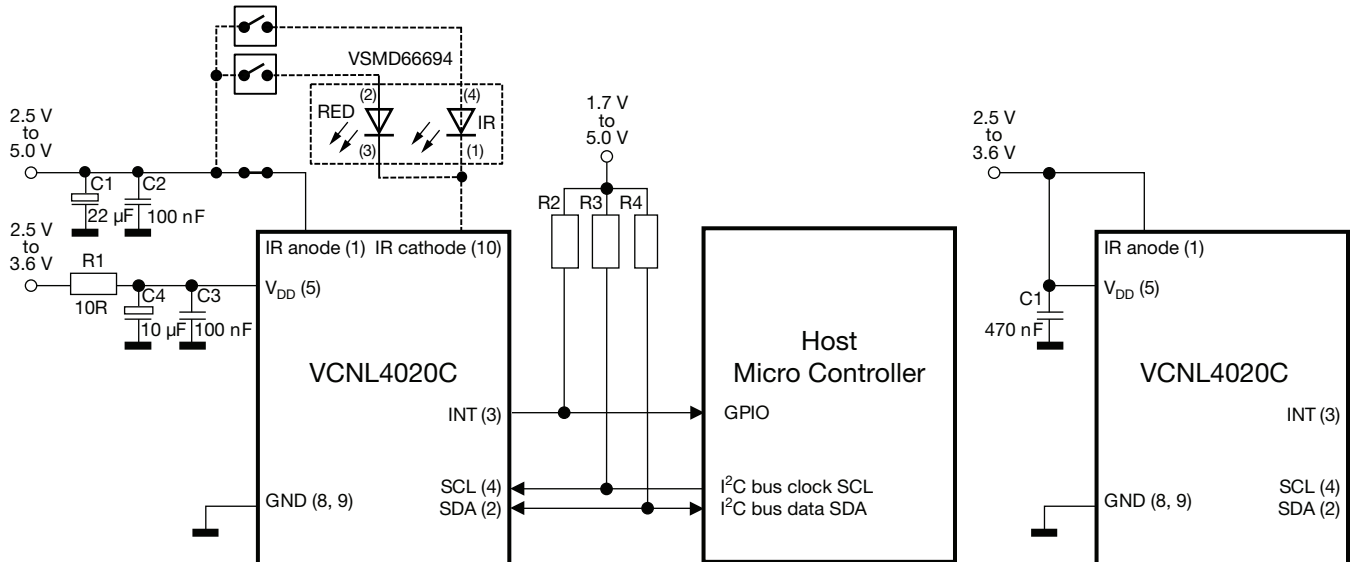 VSMD66694
(2)
(4)
RED
IR
(3)
(1)
2.5 V
to
5.0 V
C1
C2
22 µF
100 nF
1.7 V
to
5.0 V
R2
R3
R4
2.5 V
to
3.6 V
R1
10R
C4
C3
10 µF
100 nF
IR anode (1)
IR cathode (10)
V_DD (5)
VCNL4020C
INT (3)
SCL (4)
SDA (2)
GND (8, 9)
Host
Micro Controller
GPIO
I²C bus clock SCL
I²C bus data SDA
2.5 V
to
3.6 V
IR anode (1)
V_DD (5)
C1
470 nF
VCNL4020C
INT (3)
SCL (4)
SDA (2)
GND (8, 9)